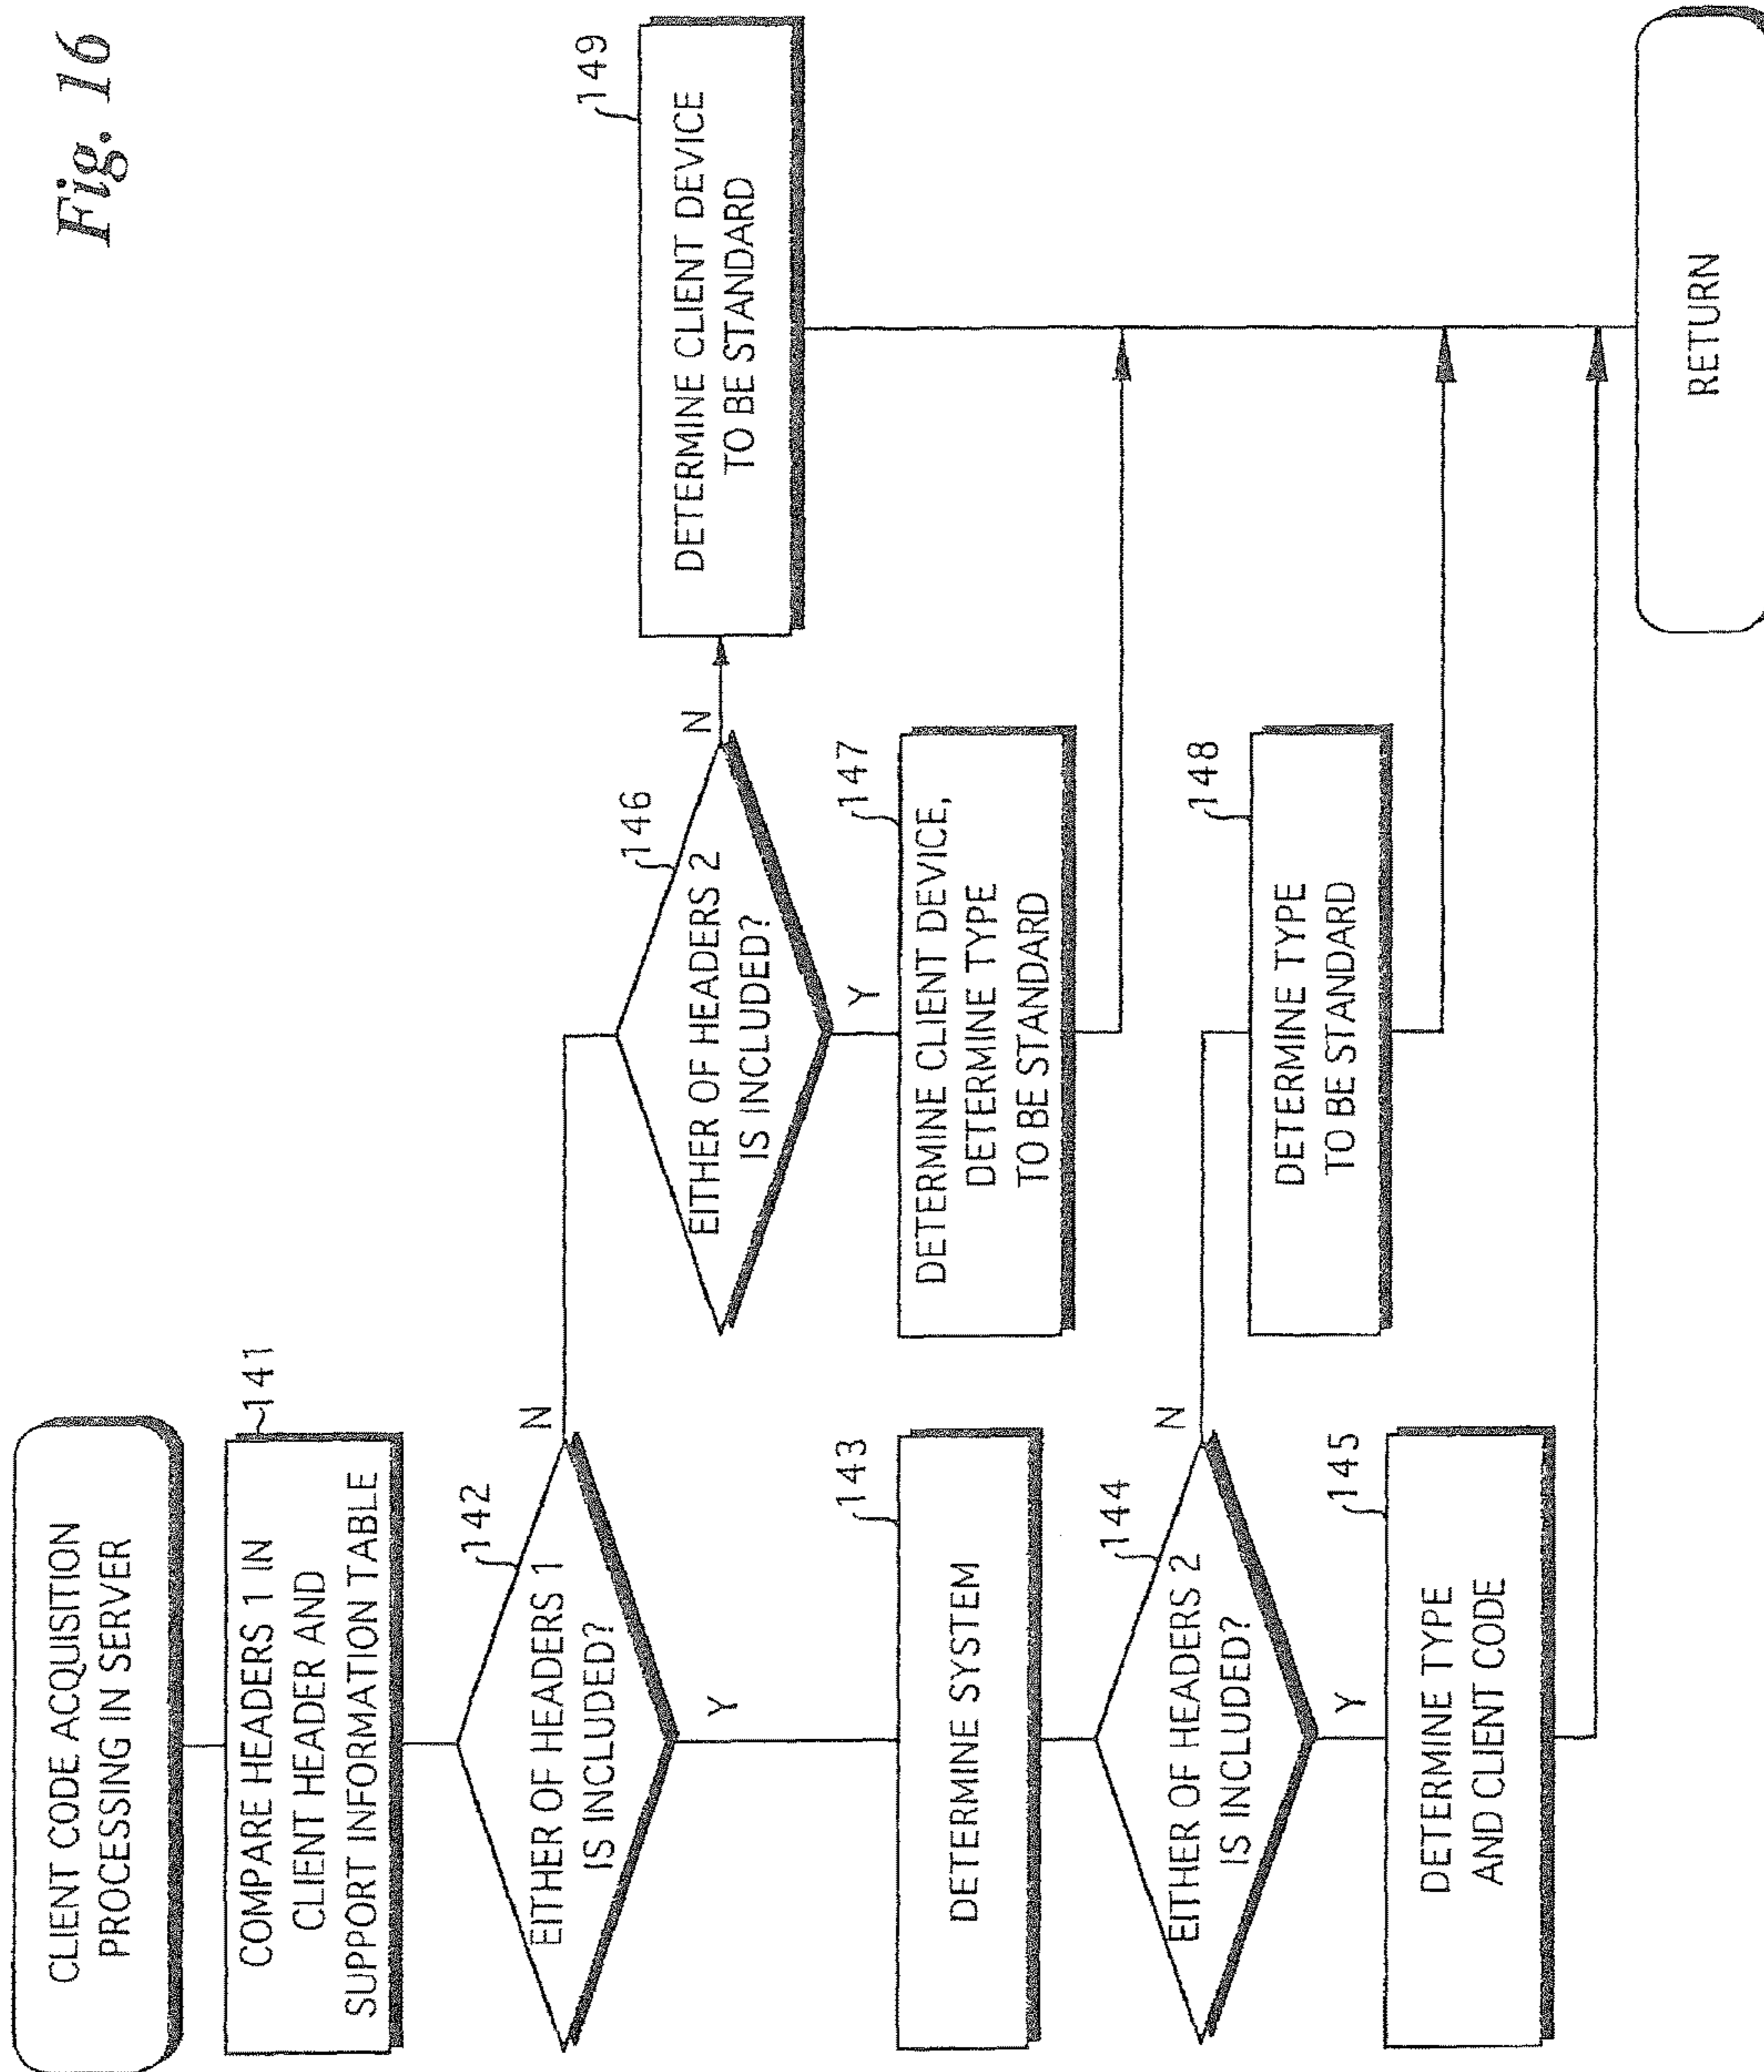 Fig. 16
CLIENT CODE ACQUISITION
PROCESSING IN SERVER
141
COMPARE HEADERS 1 IN
CLIENT HEADER AND
SUPPORT INFORMATION TABLE
142
EITHER OF HEADERS 1
IS INCLUDED?
N
Y
146
EITHER OF HEADERS 2
IS INCLUDED?
N
Y
149
DETERMINE CLIENT DEVICE
TO BE STANDARD
143
DETERMINE SYSTEM
147
DETERMINE CLIENT DEVICE,
DETERMINE TYPE
TO BE STANDARD
144
EITHER OF HEADERS 2
IS INCLUDED?
N
Y
148
DETERMINE TYPE
TO BE STANDARD
145
DETERMINE TYPE
AND CLIENT CODE
RETURN